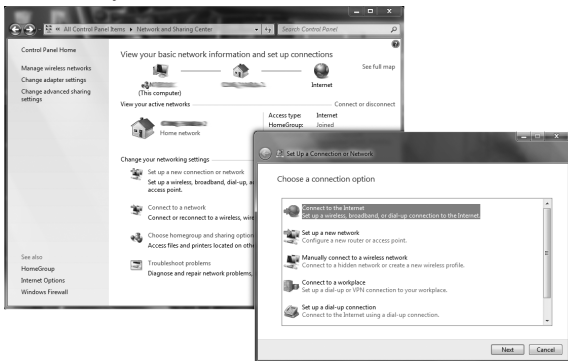 All Control Panel Items ▸ Network and Sharing Center
Search Control Panel
Control Panel Home
Manage wireless networks
Change adapter settings
Change advanced sharing
settings
See also
HomeGroup
Internet Options
Windows Firewall
View your basic network information and set up connections
See full map
(This computer)
Internet
View your active networks
Connect or disconnect
Home network
Access type: Internet
HomeGroup: Joined
Change your networking settings
Set up a new connection or network
Set up a wireless, broadband, dial-up, a
access point.
Connect to a network
Connect or reconnect to a wireless, wire
Choose homegroup and sharing option
Access files and printers located on othe
Troubleshoot problems
Diagnose and repair network problems,
Set Up a Connection or Network
Choose a connection option
Connect to the Internet
Set up a wireless, broadband, or dial-up connection to the Internet.
Set up a new network
Configure a new router or access point.
Manually connect to a wireless network
Connect to a hidden network or create a new wireless profile.
Connect to a workplace
Set up a dial-up or VPN connection to your workplace.
Set up a dial-up connection
Connect to the Internet using a dial-up connection.
Next
Cancel